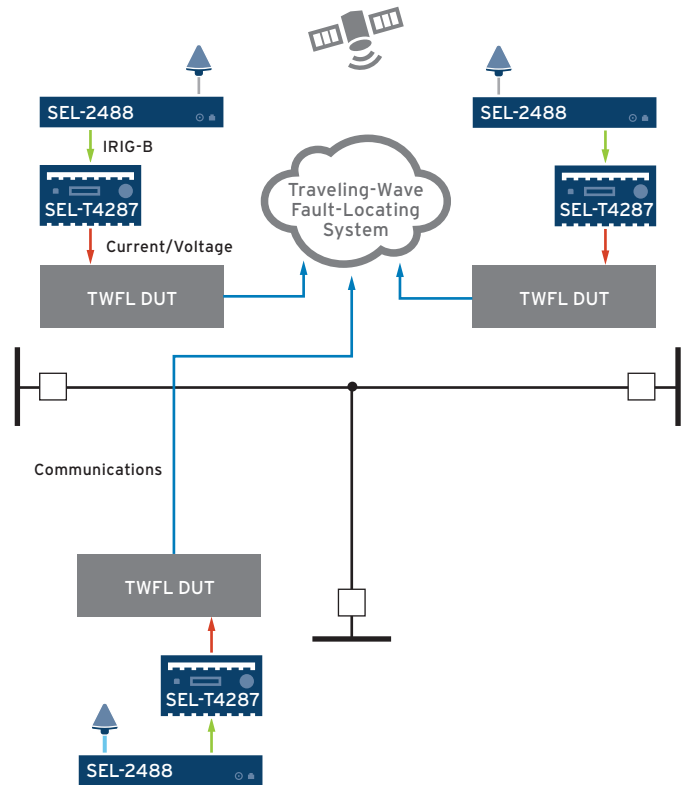 SEL-2488
SEL-2488
IRIG-B
SEL-T4287
SEL-T4287
Traveling-Wave
Fault-Locating
System
Current/Voltage
TWFL DUT
TWFL DUT
Communications
TWFL DUT
SEL-T4287
SEL-2488